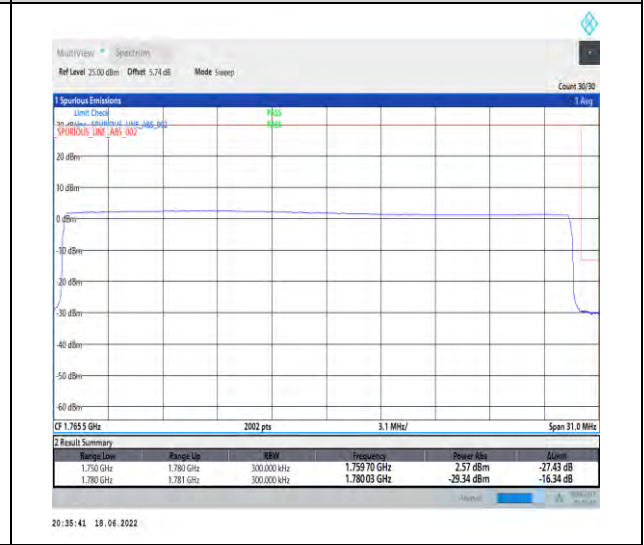 MultiView Spectrum
Ref Level 25.00 dBm Offset 5.74 dB Mode Sweep
Count 30/30
1 Spurious Emissions 1 Avg
Limit Check PASS
SPURIOUS_LINE_ABS_002 PASS
SPURIOUS_LINE_ABS_002
20 dBm
10 dBm
0 dBm
-10 dBm
-20 dBm
-30 dBm
-40 dBm
-50 dBm
-60 dBm
CF 1.765 5 GHz 2002 pts 3.1 MHz/ Span 31.0 MHz
2 Result Summary
Range Low Range Up RBW Frequency Power Abs ΔLimit
1.750 GHz 1.780 GHz 300.000 kHz 1.759 70 GHz 2.57 dBm -27.43 dB
1.780 GHz 1.781 GHz 300.000 kHz 1.780 03 GHz -29.34 dBm -16.34 dB
20:35:41 18.06.2022